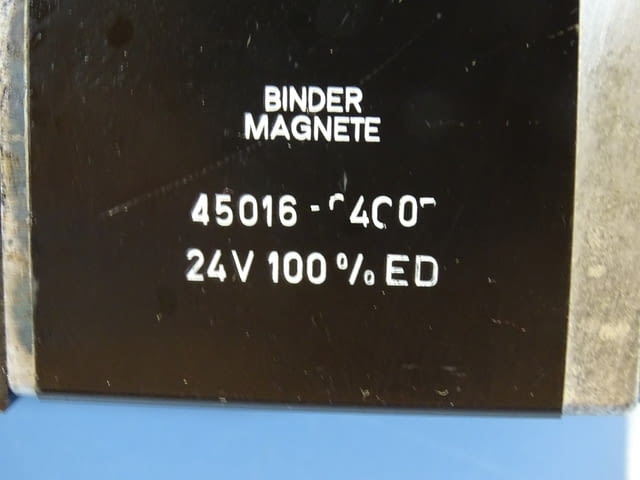 BINDER
MAGNETE
45016-
24V 100% ED